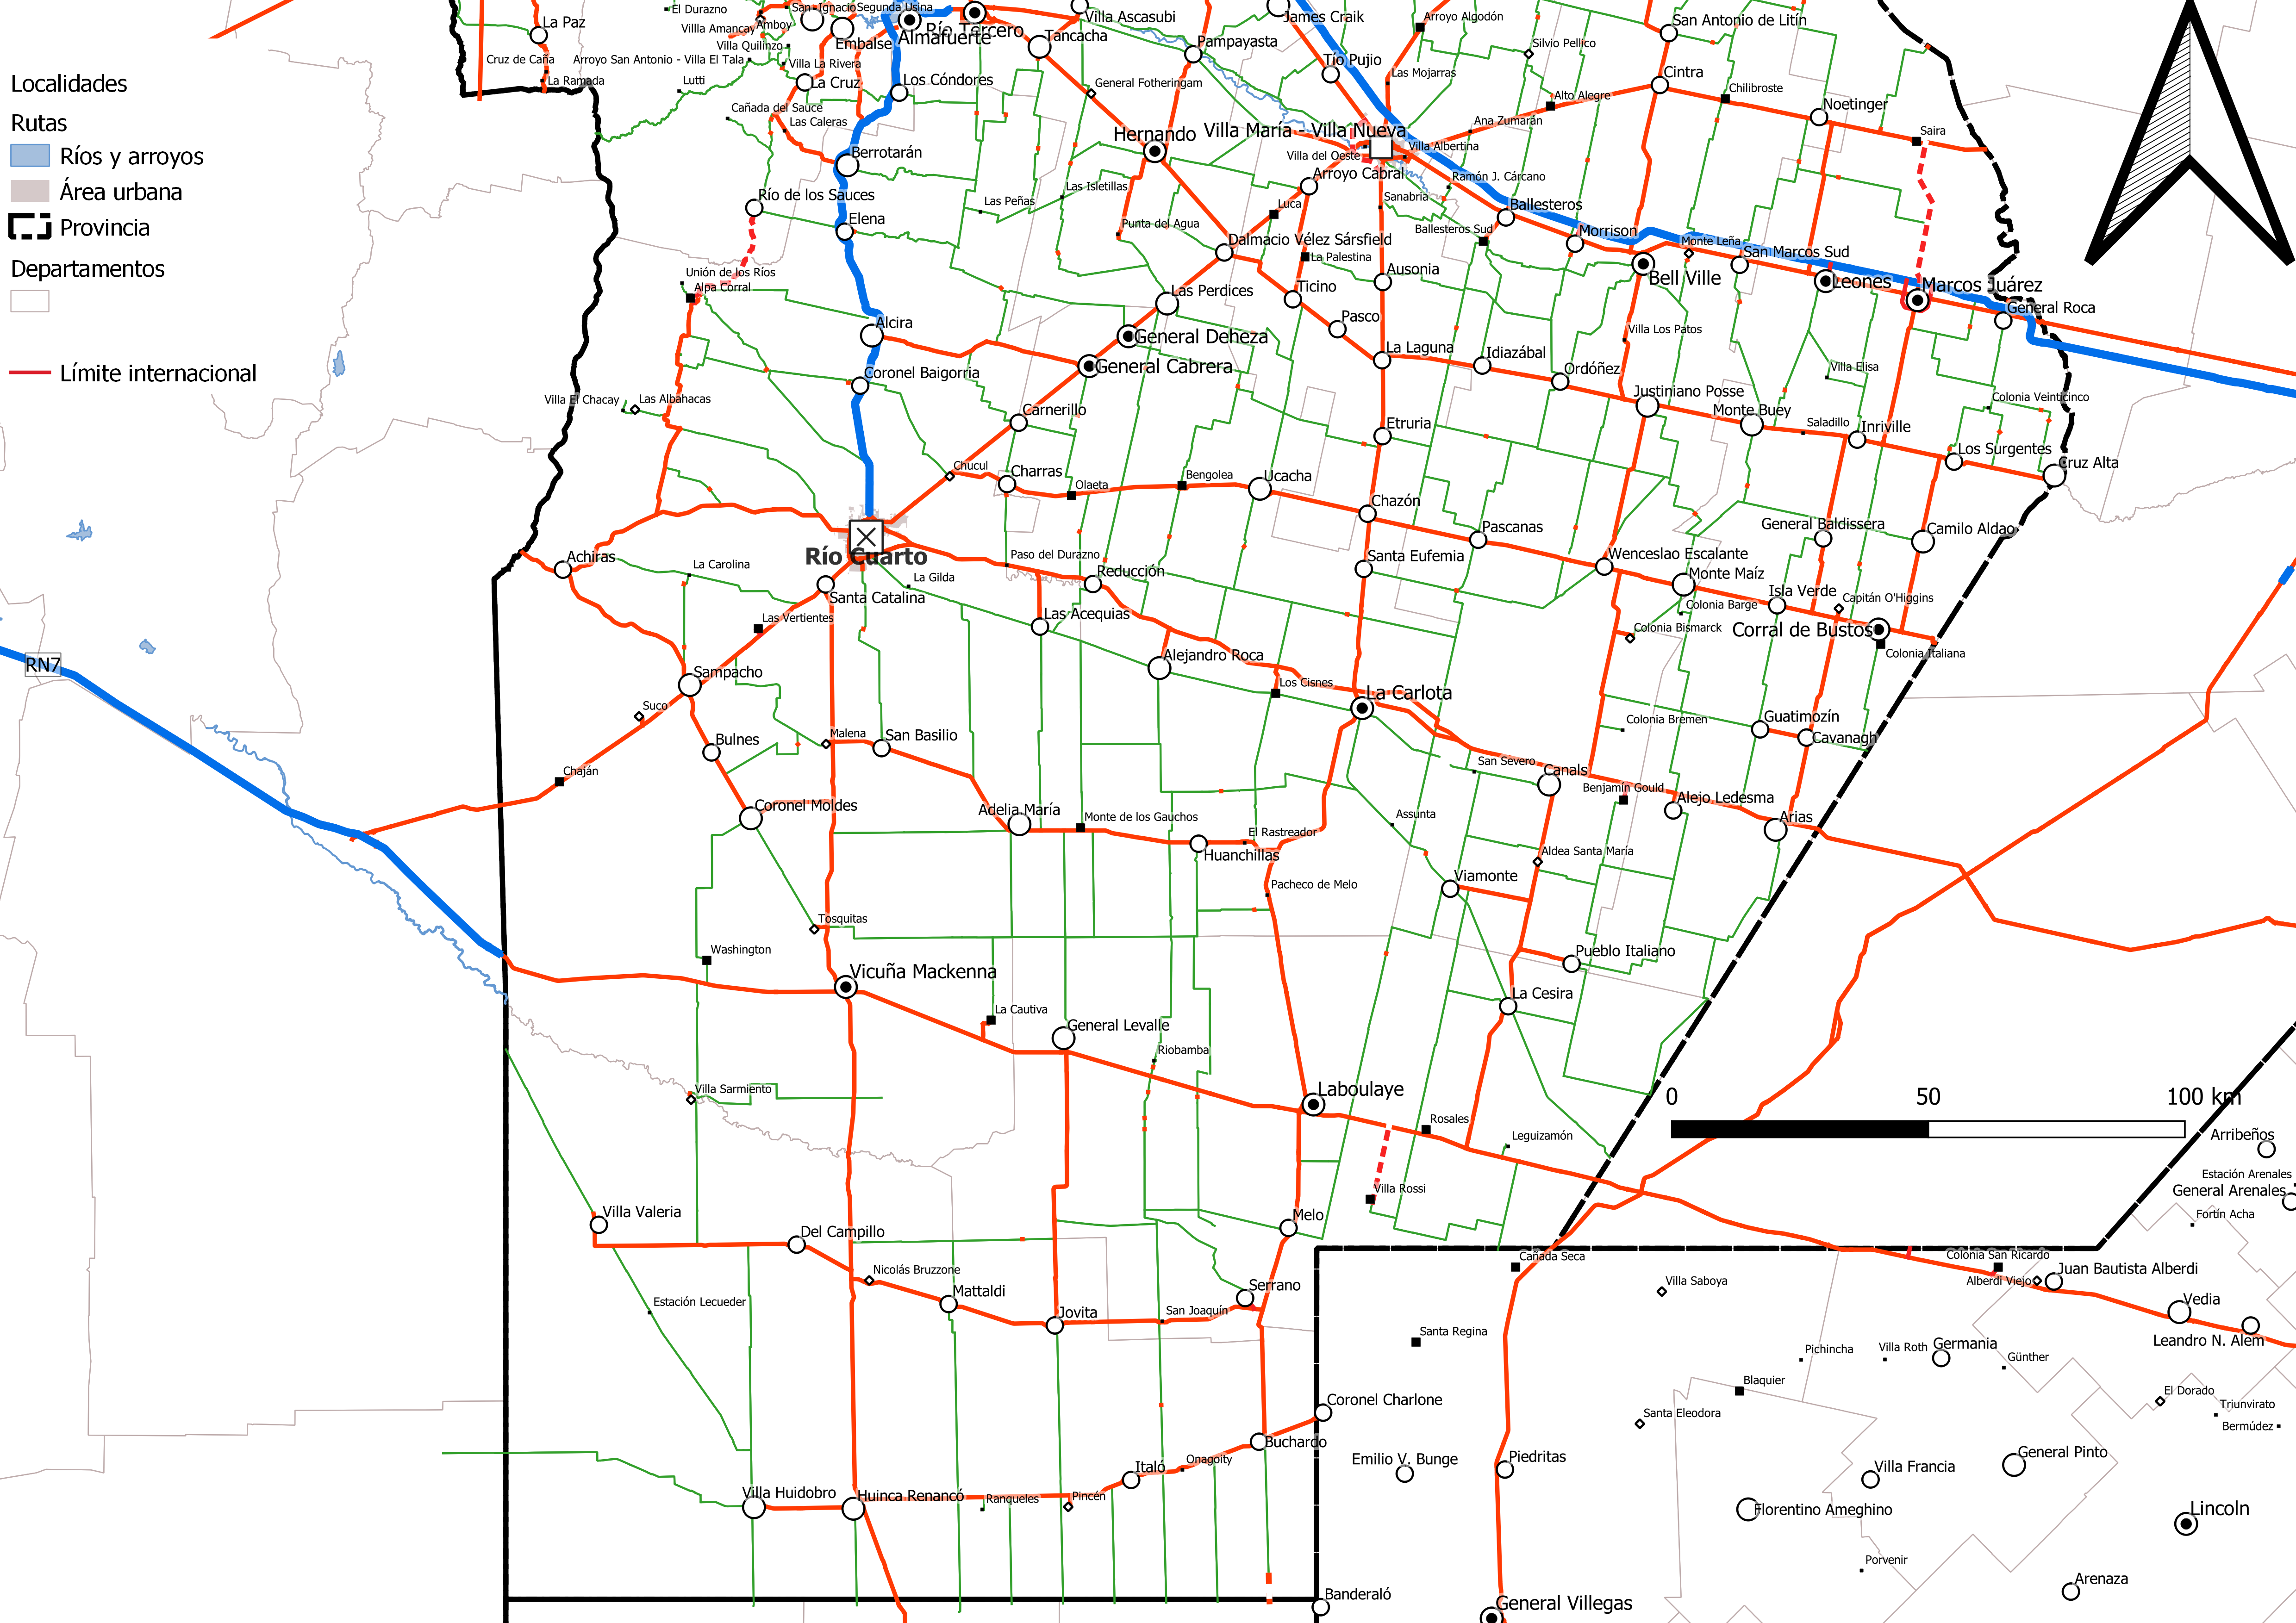 Localidades
Rutas
Ríos y arroyos
Área urbana
Provincia
Departamentos
Límite internacional
RN7
0 50 100 km
La Paz
Cruz de Caña
La Ramada
El Durazno
San Ignacio
Segunda Usina
Villla Amancay
Amboy
Villa Quilinzo
Arroyo San Antonio - Villa El Tala
Villa La Rivera
Lutti
Embalse
Almafuerte
Río Tercero
Tancacha
Villa Ascasubi
Pampayasta
James Craik
Arroyo Algodón
Tío Pujio
Las Mojarras
Silvio Pellico
San Antonio de Litín
Cintra
Chilibroste
Noetinger
Saira
Alto Alegre
Ana Zumarán
La Cruz
Los Cóndores
General Fotheringam
Cañada del Sauce
Las Caleras
Berrotarán
Hernando
Villa María - Villa Nueva
Villa del Oeste
Villa Albertina
Arroyo Cabral
Ramón J. Cárcano
Río de los Sauces
Las Peñas
Las Isletillas
Luca
Sanabria
Ballesteros
Elena
Punta del Agua
Dalmacio Vélez Sársfield
Ballesteros Sud
Morrison
Monte Leña
San Marcos Sud
La Palestina
Unión de los Ríos
Alpa Corral
Ausonia
Bell Ville
Leones
Marcos Juárez
General Roca
Las Perdices
Ticino
Alcira
General Deheza
Pasco
Villa Los Patos
General Cabrera
La Laguna
Idiazábal
Ordóñez
Villa Elisa
Coronel Baigorria
Villa El Chacay
Las Albahacas
Carnerillo
Justiniano Posse
Monte Buey
Saladillo
Inriville
Colonia Veinticinco
Etruria
Los Surgentes
Cruz Alta
Chucul
Charras
Olaeta
Bengolea
Ucacha
Chazón
Pascanas
General Baldissera
Camilo Aldao
Río Cuarto
Achiras
La Carolina
La Gilda
Paso del Durazno
Reducción
Santa Eufemia
Wenceslao Escalante
Monte Maíz
Isla Verde
Capitán O'Higgins
Colonia Barge
Santa Catalina
Las Vertientes
Las Acequias
Colonia Bismarck
Corral de Bustos
Colonia Italiana
Sampacho
Alejandro Roca
Los Cisnes
La Carlota
Suco
Colonia Bremen
Guatimozín
Cavanagh
Bulnes
Malena
San Basilio
San Severo
Canals
Chaján
Benjamín Gould
Alejo Ledesma
Arias
Coronel Moldes
Adelia María
Monte de los Gauchos
El Rastreador
Huanchillas
Assunta
Aldea Santa María
Pacheco de Melo
Viamonte
Tosquitas
Washington
Pueblo Italiano
Vicuña Mackenna
La Cesira
La Cautiva
General Levalle
Riobamba
Villa Sarmiento
Laboulaye
Rosales
Leguizamón
Villa Rossi
Arribeños
Estación Arenales
General Arenales
Fortín Acha
Villa Valeria
Del Campillo
Melo
Nicolás Bruzzone
Estación Lecueder
Mattaldi
Jovita
San Joaquín
Serrano
Cañada Seca
Villa Saboya
Colonia San Ricardo
Alberdi Viejo
Juan Bautista Alberdi
Vedia
Leandro N. Alem
Santa Regina
Pichincha
Villa Roth
Germania
Günther
Blaquier
El Dorado
Triunvirato
Bermúdez
Coronel Charlone
Santa Eleodora
Buchardo
Emilio V. Bunge
Piedritas
Villa Francia
General Pinto
Italó
Onagoity
Villa Huidobro
Huinca Renancó
Ranqueles
Pincén
Florentino Ameghino
Lincoln
Porvenir
Arenaza
Banderaló
General Villegas